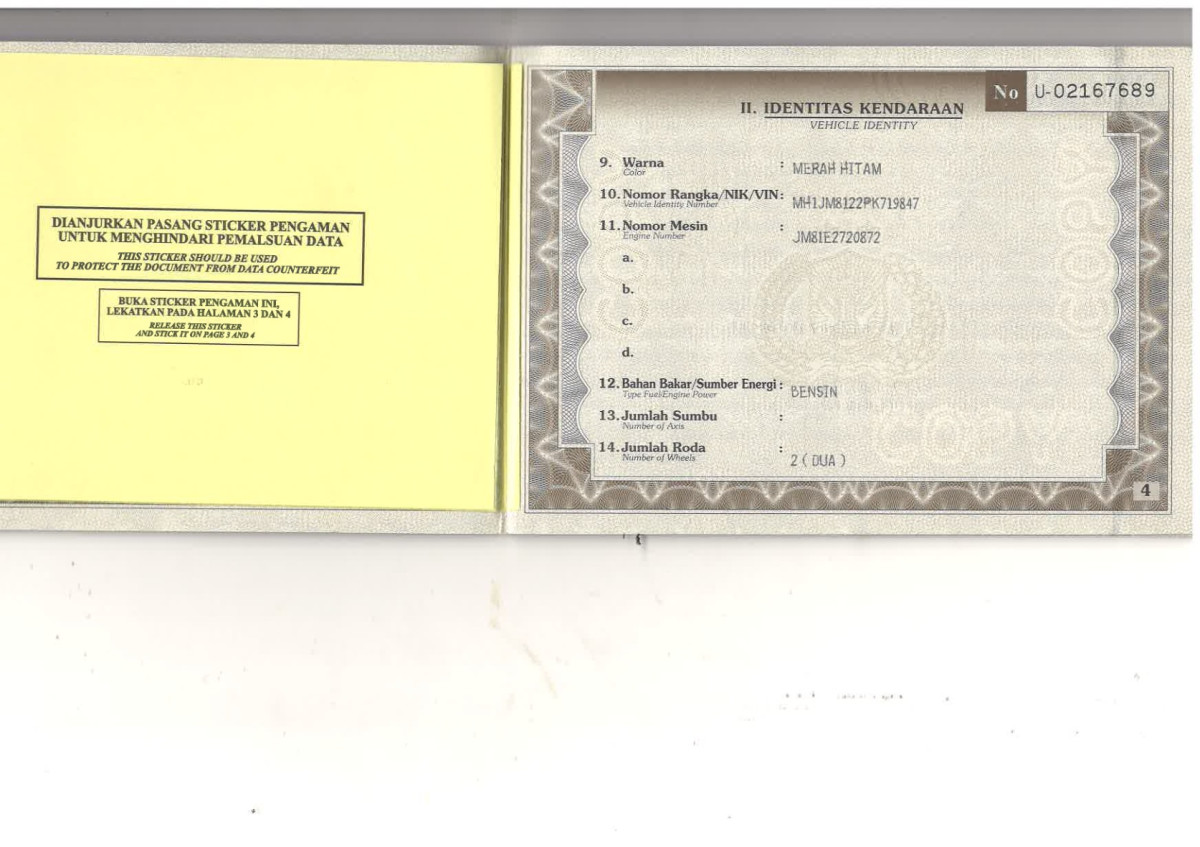 DIANJURKAN PASANG STICKER PENGAMAN
UNTUK MENGHINDARI PEMALSUAN DATA
THIS STICKER SHOULD BE USED
TO PROTECT THE DOCUMENT FROM DATA COUNTERFEIT
BUKA STICKER PENGAMAN INI,
LEKATKAN PADA HALAMAN 3 DAN 4
RELEASE THIS STICKER
AND STICK IT ON PAGE 3 AND 4
No U-02167689
II. IDENTITAS KENDARAAN
VEHICLE IDENTITY
9. Warna : MERAH HITAM
Color
10. Nomor Rangka/NIK/VIN: MH1JM8122PK719847
Vehicle Identity Number
11. Nomor Mesin : JM81E2720872
Engine Number
a.
b.
c.
d.
12. Bahan Bakar/Sumber Energi : BENSIN
Type Fuel/Engine Power
13. Jumlah Sumbu :
Number of Axis
14. Jumlah Roda : 2 ( DUA )
Number of Wheels
4